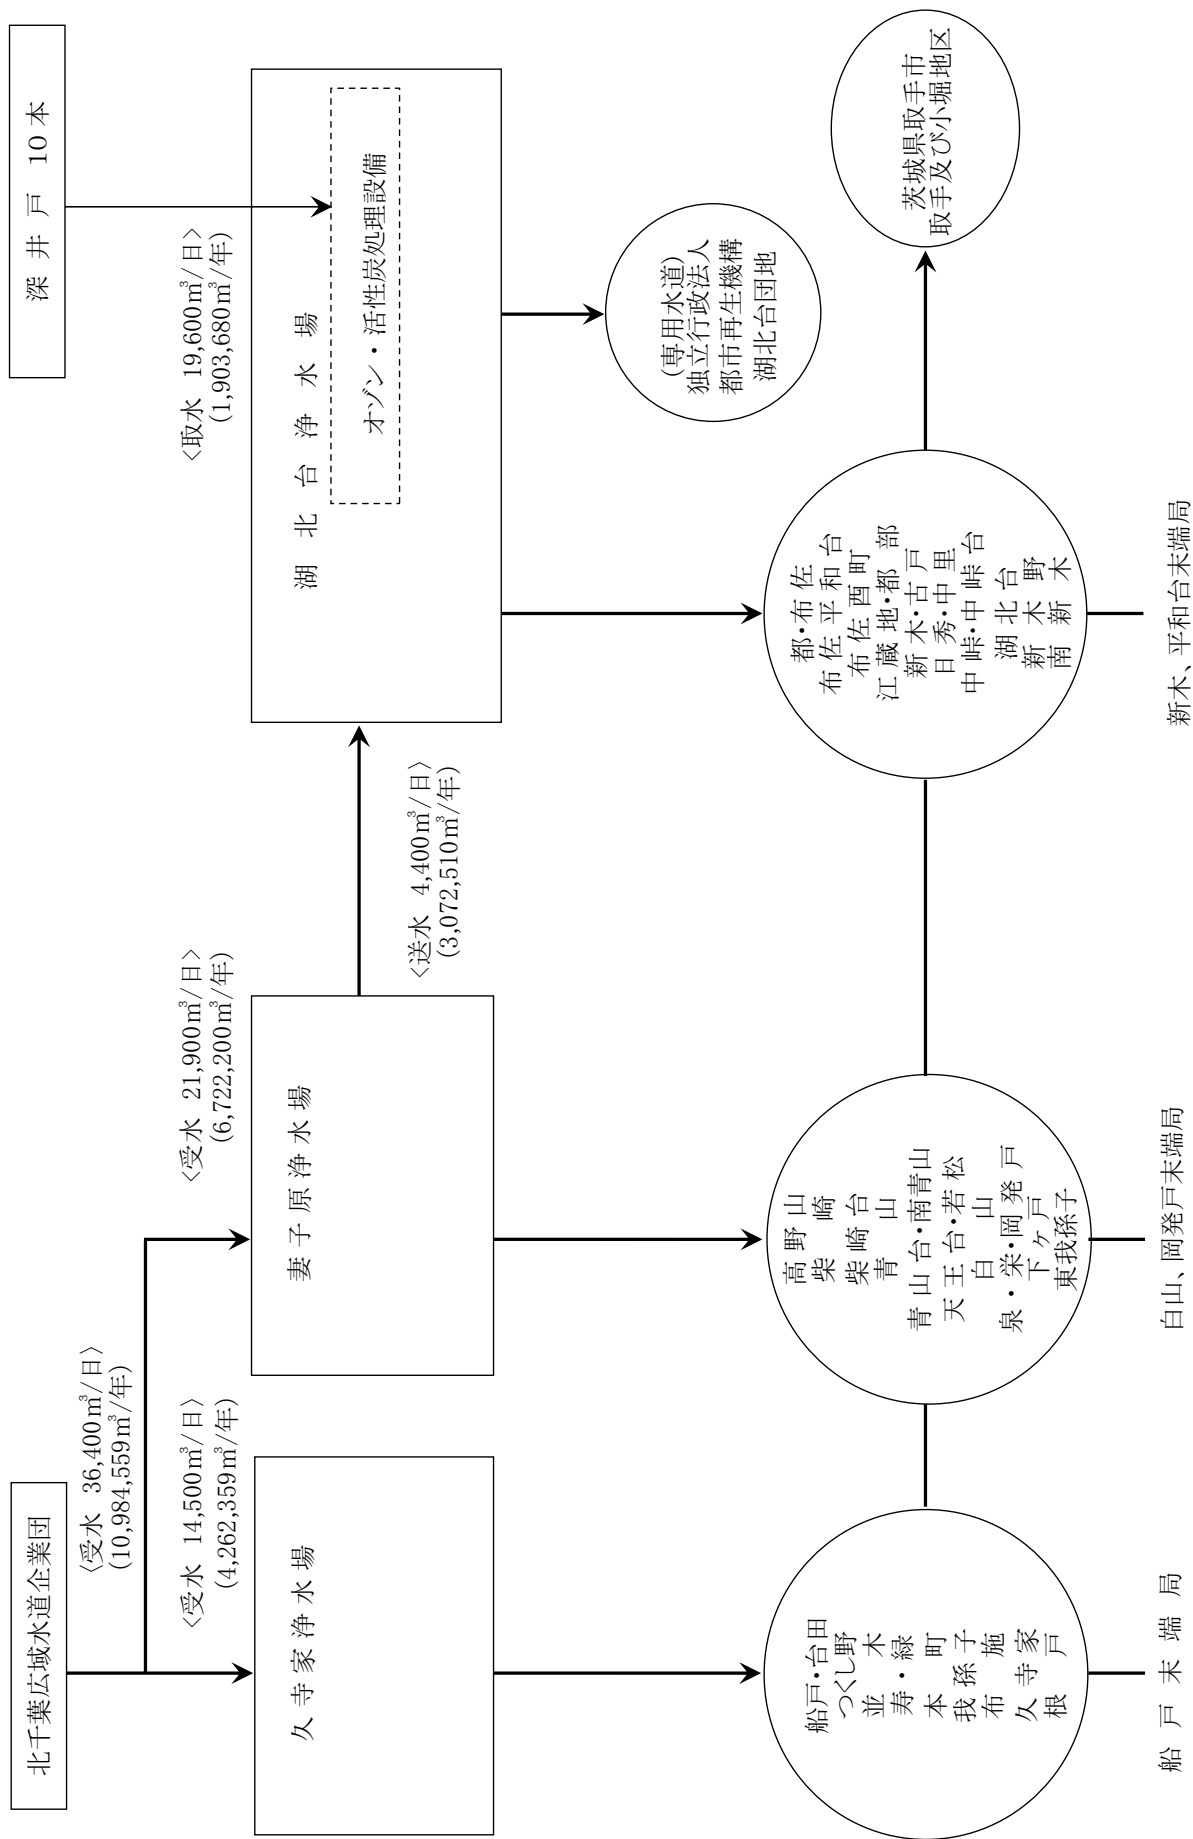 北千葉広域水道企業団
〈受水 36,400㎥/日〉
(10,984,559㎥/年)
〈受水 14,500㎥/日〉
(4,262,359㎥/年)
〈受水 21,900㎥/日〉
(6,722,200㎥/年)
深井戸 10本
〈取水 19,600㎥/日〉
(1,903,680㎥/年)
久寺家浄水場
妻子原浄水場
〈送水 4,400㎥/日〉
(3,072,510㎥/年)
湖北台浄水場
オゾン・活性炭処理設備
(専用水道)
独立行政法人
都市再生機構
湖北台団地
船戸・台田
つくし野
並木
寿・緑
本町
我孫子
布施
久寺家
根戸
高野山
柴崎
柴崎台
青山
青山台・南青山
天王台・若松
白山
泉・栄・岡発戸
下ヶ戸
東我孫子
都・布佐
布佐平和台
布佐酉町
江蔵地・都部
新木・古戸
日秀・中里
中峠・中峠台
湖北台
新木野
南新木
茨城県取手市
取手及び小堀地区
船戸末端局
白山、岡発戸末端局
新木、平和台末端局